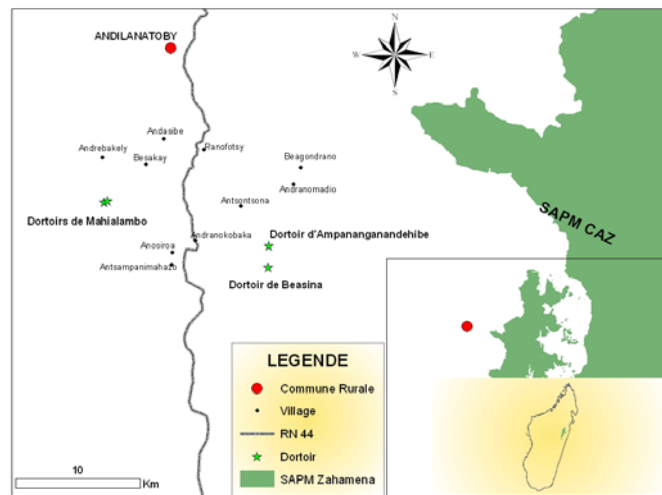 ANDILANATOBY
N
W
E
S
Andasibe
Ranofotsy
Andrebakely
Besakay
Beagondrano
Andranomadio
Antsontsona
Dortoirs de Mahialambo
SAPM CAZ
Andranokobaka
Dortoir d'Ampananganandehibe
Anosiroa
Antsampanimahazo
Dortoir de Beasina
LEGENDE
Commune Rurale
Village
RN 44
Dortoir
SAPM Zahamena
10
Km